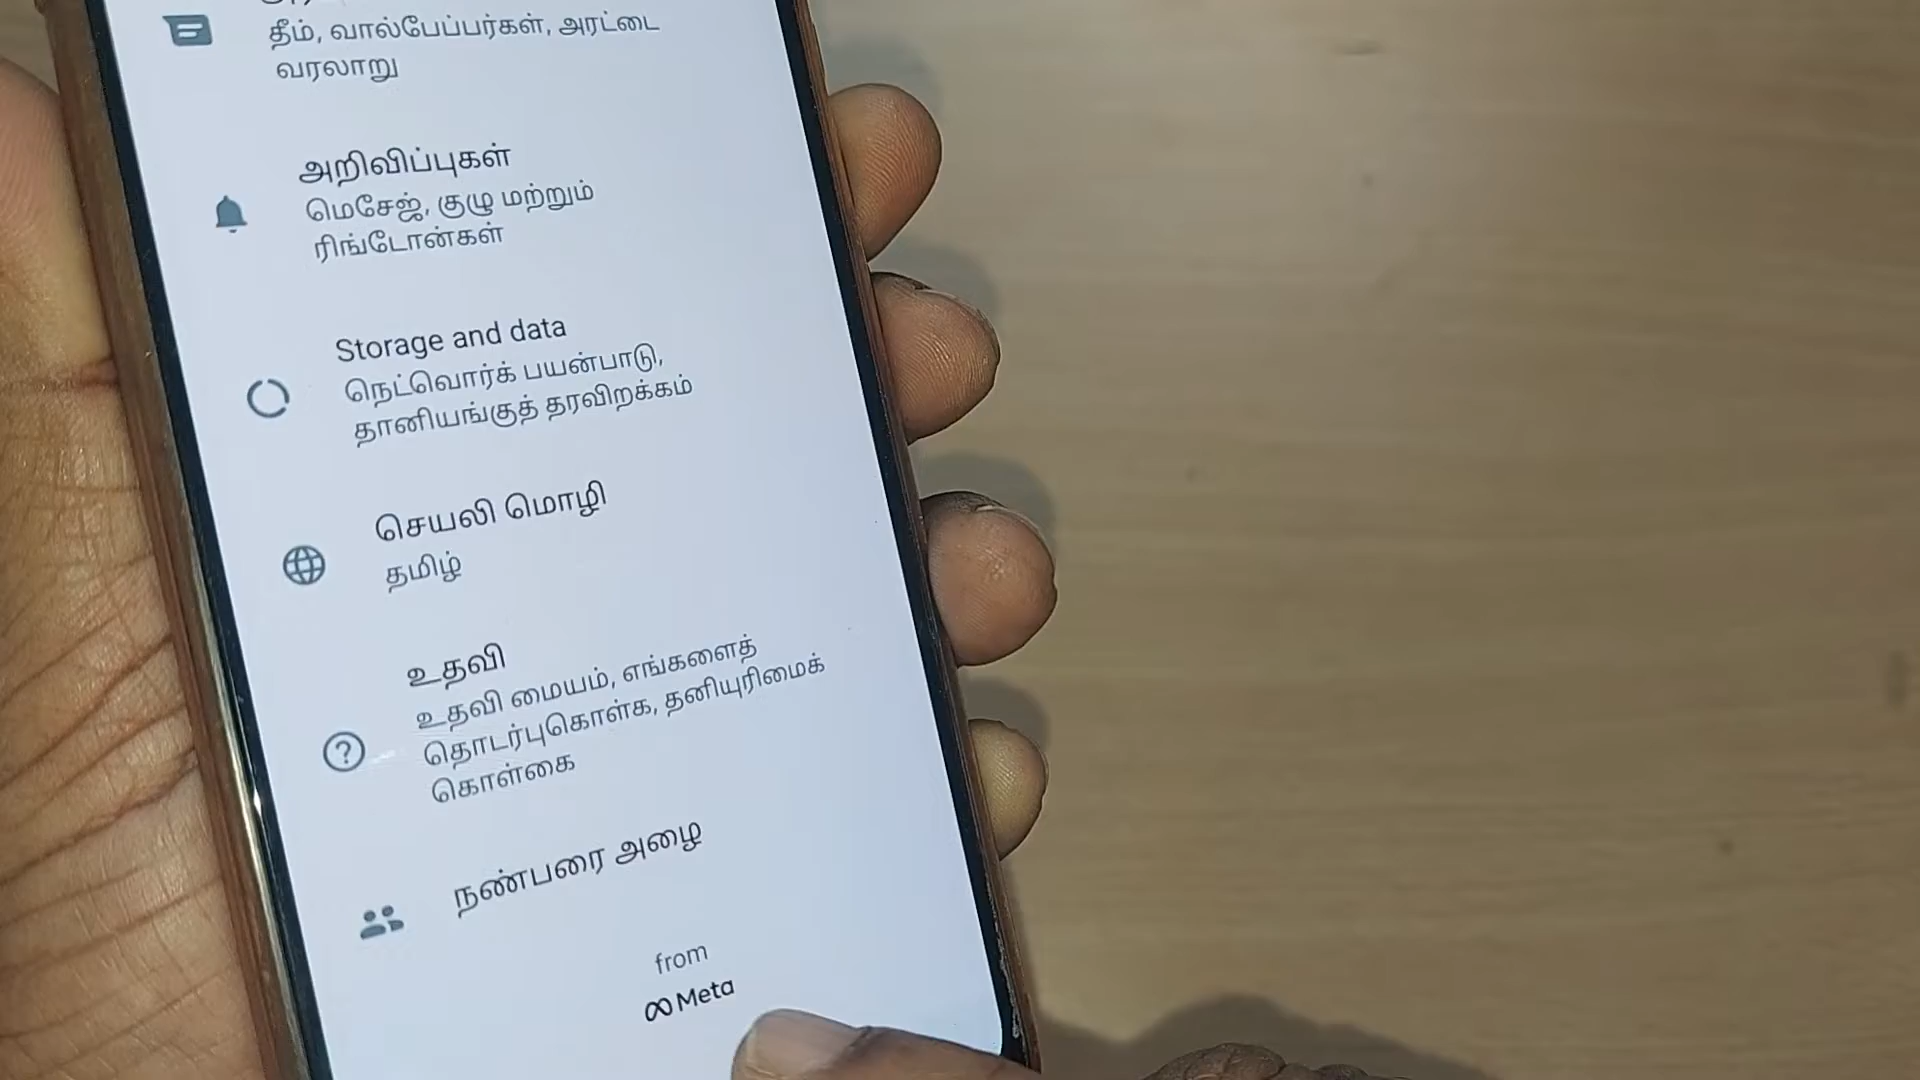 தீம், வால்பேப்பர்கள், அரட்டை
வரலாறு
அறிவிப்புகள்
மெசேஜ், குழு மற்றும்
ரிங்டோன்கள்
Storage and data
நெட்வொர்க் பயன்பாடு,
தானியங்குத் தரவிறக்கம்
செயலி மொழி
தமிழ்
உதவி
உதவி மையம், எங்களைத்
தொடர்புகொள்க, தனியுரிமைக்
கொள்கை
நண்பரை அழை
from
Meta